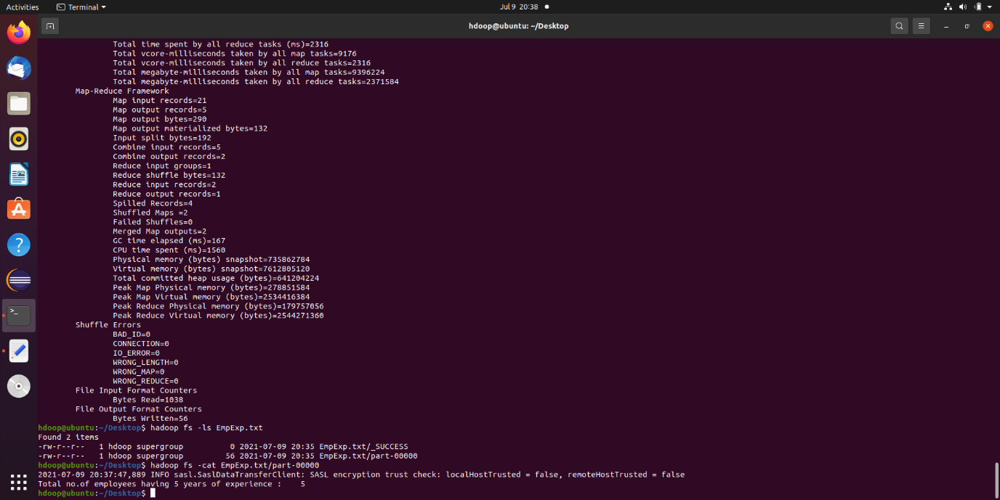 Activities
Terminal
Jul 9 20:38
hdoop@ubuntu: ~/Desktop
Total time spent by all reduce tasks (ms)=2316
Total vcore-milliseconds taken by all map tasks=9176
Total vcore-milliseconds taken by all reduce tasks=2316
Total megabyte-milliseconds taken by all map tasks=9396224
Total megabyte-milliseconds taken by all reduce tasks=2371584
Map-Reduce Framework
Map input records=21
Map output records=5
Map output bytes=290
Map output materialized bytes=132
Input split bytes=192
Combine input records=5
Combine output records=2
Reduce input groups=1
Reduce shuffle bytes=132
Reduce input records=2
Reduce output records=1
Spilled Records=4
Shuffled Maps =2
Failed Shuffles=0
Merged Map outputs=2
GC time elapsed (ms)=167
CPU time spent (ms)=1560
Physical memory (bytes) snapshot=735862784
Virtual memory (bytes) snapshot=7612805120
Total committed heap usage (bytes)=641204224
Peak Map Physical memory (bytes)=278851584
Peak Map Virtual memory (bytes)=2534416384
Peak Reduce Physical memory (bytes)=179757056
Peak Reduce Virtual memory (bytes)=2544271360
Shuffle Errors
BAD_ID=0
CONNECTION=0
IO_ERROR=0
WRONG_LENGTH=0
WRONG_MAP=0
WRONG_REDUCE=0
File Input Format Counters
Bytes Read=1038
File Output Format Counters
Bytes Written=56
hdoop@ubuntu:~/Desktop$ hadoop fs -ls EmpExp.txt
Found 2 items
-rw-r--r--   1 hdoop supergroup          0 2021-07-09 20:35 EmpExp.txt/_SUCCESS
-rw-r--r--   1 hdoop supergroup         56 2021-07-09 20:35 EmpExp.txt/part-00000
hdoop@ubuntu:~/Desktop$ hadoop fs -cat EmpExp.txt/part-00000
2021-07-09 20:37:47,889 INFO sasl.SaslDataTransferClient: SASL encryption trust check: localHostTrusted = false, remoteHostTrusted = false
Total no.of employees having 5 years of experience :    5
hdoop@ubuntu:~/Desktop$